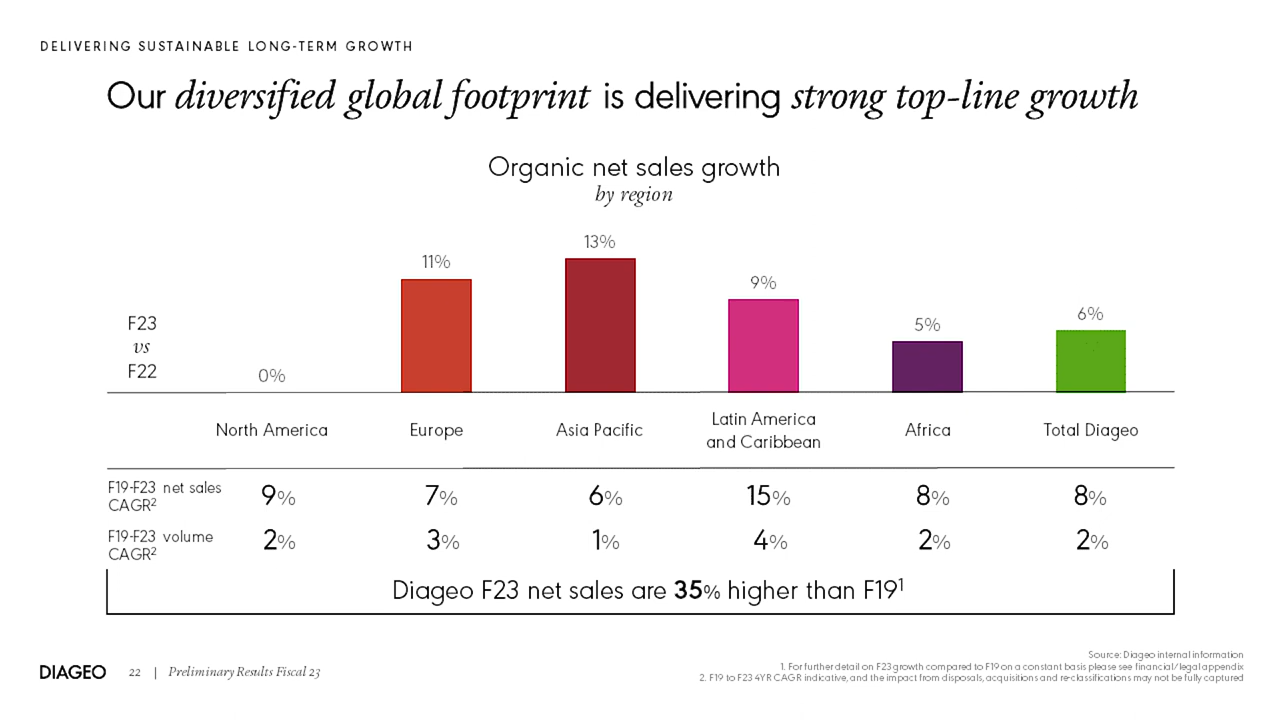 DELIVERING SUSTAINABLE LONG-TERM GROWTH
Our diversified global footprint is delivering strong top-line growth
Organic net sales growth
by region
F23
vs
F22
0%
11%
13%
9%
5%
6%
North America
Europe
Asia Pacific
Latin America
and Caribbean
Africa
Total Diageo
F19-F23 net sales
CAGR²
9%
7%
6%
15%
8%
8%
F19-F23 volume
CAGR²
2%
3%
1%
4%
2%
2%
Diageo F23 net sales are 35% higher than F19¹
DIAGEO
22 | Preliminary Results Fiscal 23
Source: Diageo internal information
1. For further detail on F23 growth compared to F19 on a constant basis please see financial/legal appendix
2. F19 to F23 4YR CAGR indicative, and the impact from disposals, acquisitions and re-classifications may not be fully captured